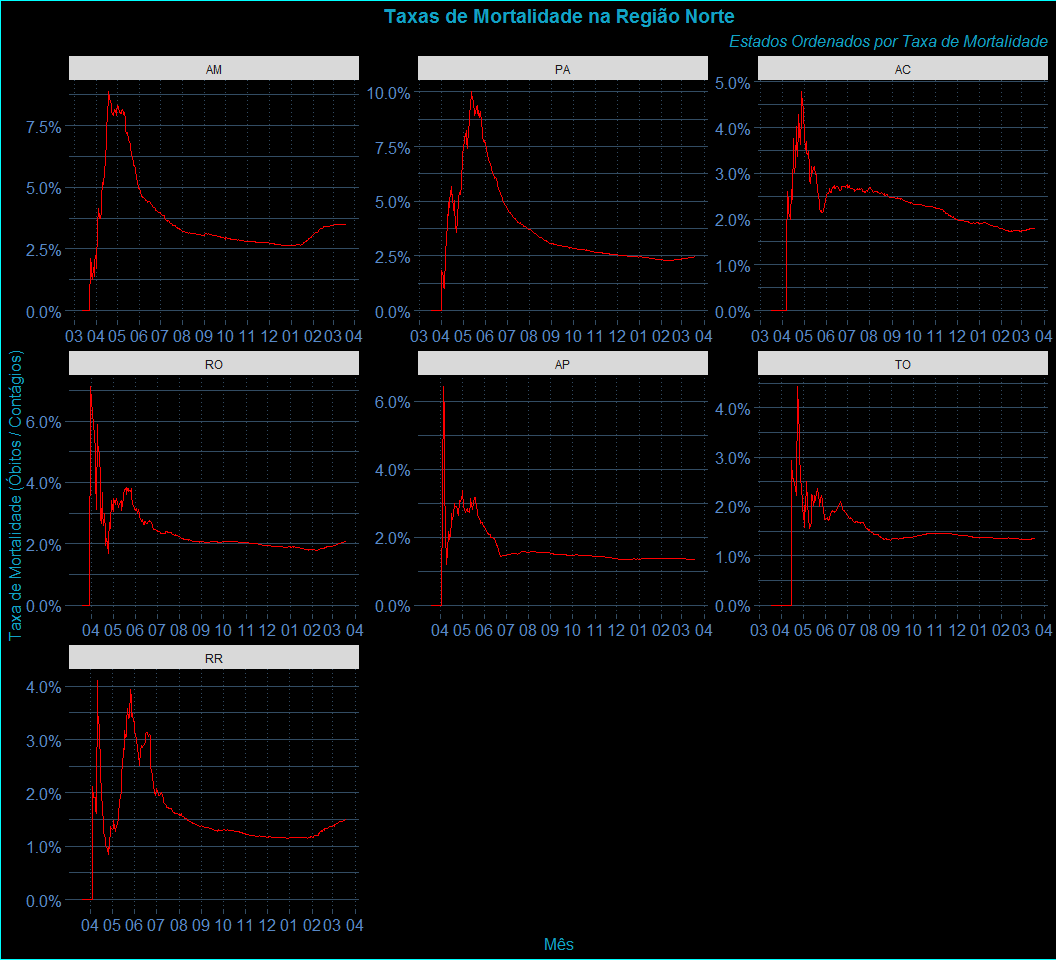 Taxas de Mortalidade na Região Norte
Estados Ordenados por Taxa de Mortalidade
AM
7.5%
5.0%
2.5%
0.0%
03 04 05 06 07 08 09 10 11 12 01 02 03 04
PA
10.0%
7.5%
5.0%
2.5%
0.0%
03 04 05 06 07 08 09 10 11 12 01 02 03 04
AC
5.0%
4.0%
3.0%
2.0%
1.0%
0.0%
03 04 05 06 07 08 09 10 11 12 01 02 03 04
Taxa de Mortalidade (Óbitos / Contágios)
RO
6.0%
4.0%
2.0%
0.0%
04 05 06 07 08 09 10 11 12 01 02 03 04
AP
6.0%
4.0%
2.0%
0.0%
04 05 06 07 08 09 10 11 12 01 02 03 04
TO
4.0%
3.0%
2.0%
1.0%
0.0%
03 04 05 06 07 08 09 10 11 12 01 02 03 04
RR
4.0%
3.0%
2.0%
1.0%
0.0%
04 05 06 07 08 09 10 11 12 01 02 03 04
Mês